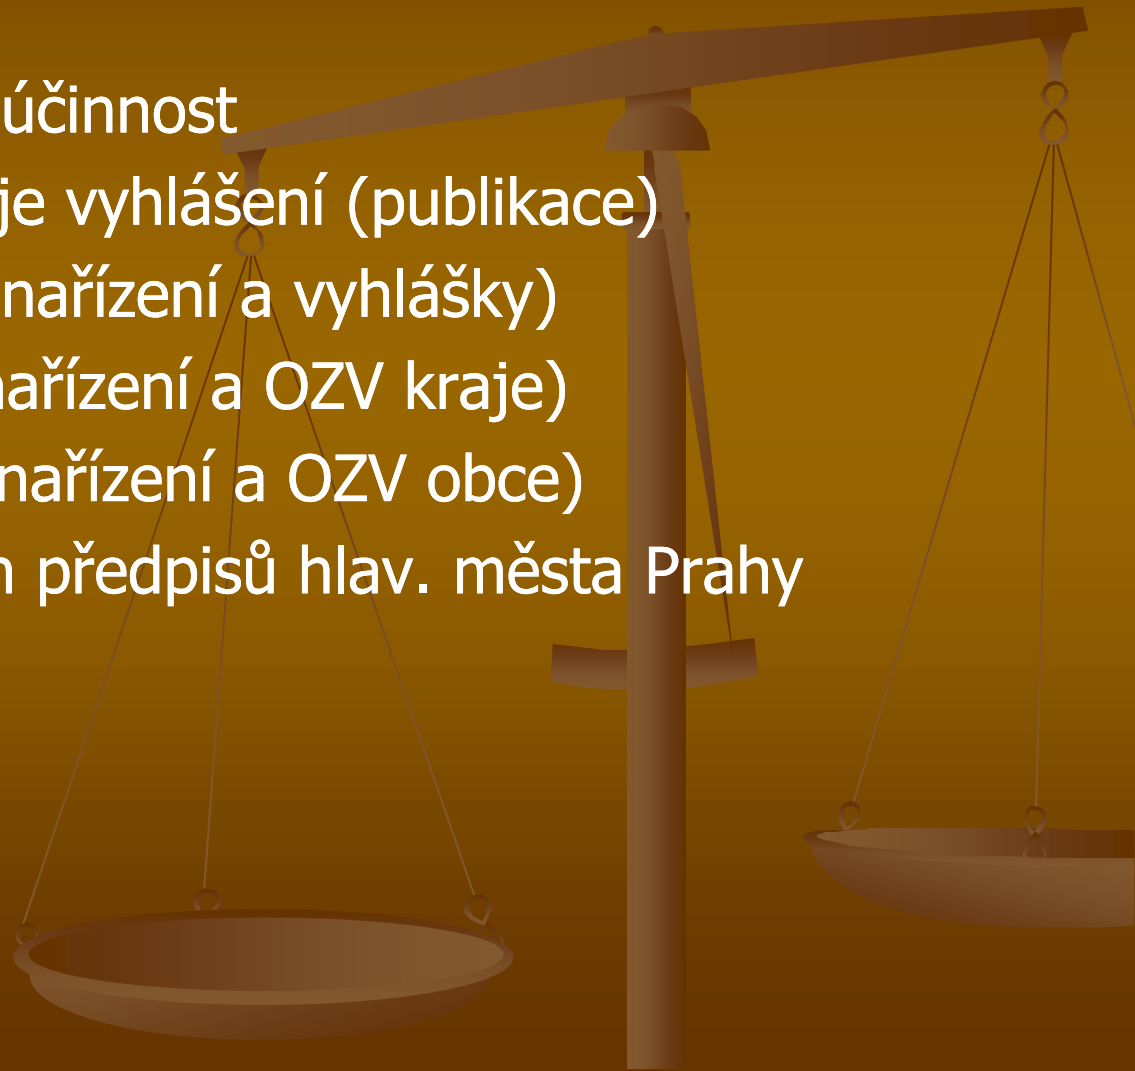 účinnost
je vyhlášení (publikace)
nařízení a vyhlášky)
nařízení a OZV kraje)
nařízení a OZV obce)
předpisů hlav. města Prahy